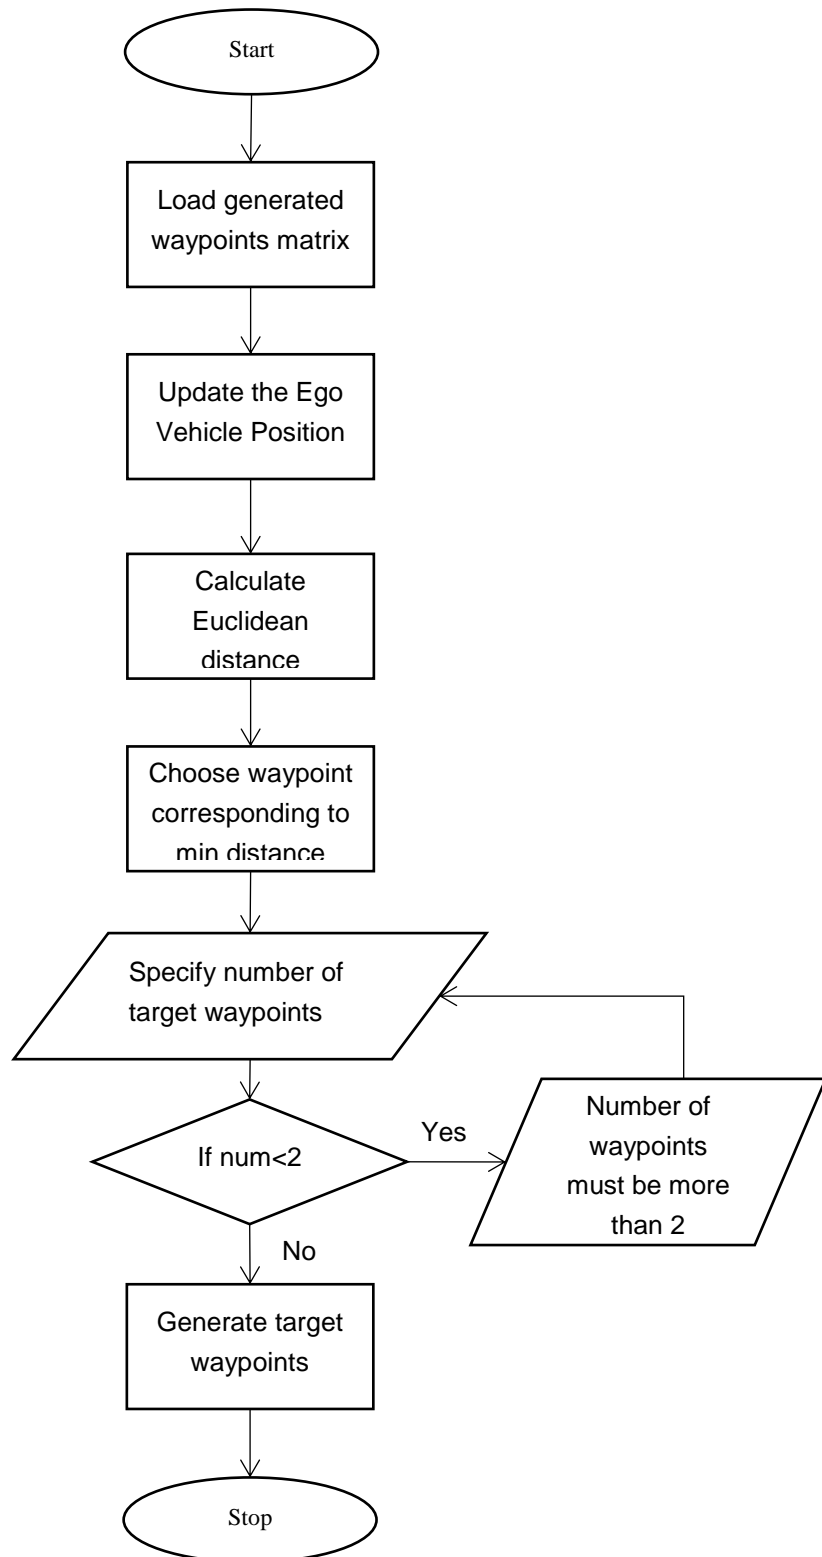 Start
Load generated
waypoints matrix
Update the Ego
Vehicle Position
Calculate
Euclidean
distance
Choose waypoint
corresponding to
min distance
Specify number of
target waypoints
If num<2
Yes
Number of
waypoints
must be more
than 2
No
Generate target
waypoints
Stop